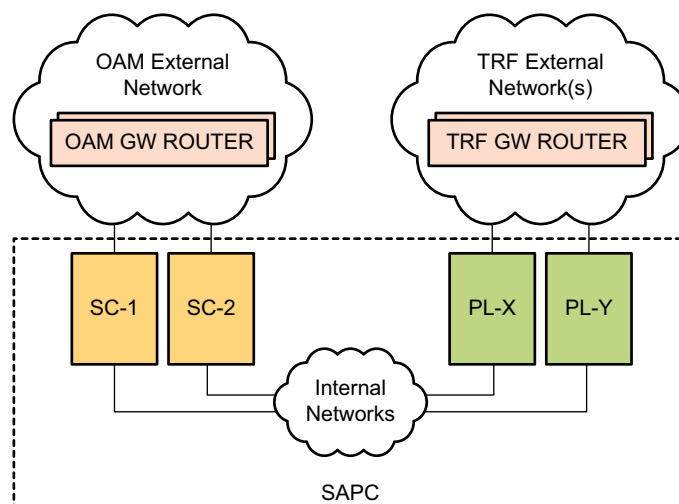 OAM External
Network
OAM GW ROUTER
TRF External
Network(s)
TRF GW ROUTER
SC-1
SC-2
PL-X
PL-Y
Internal
Networks
SAPC